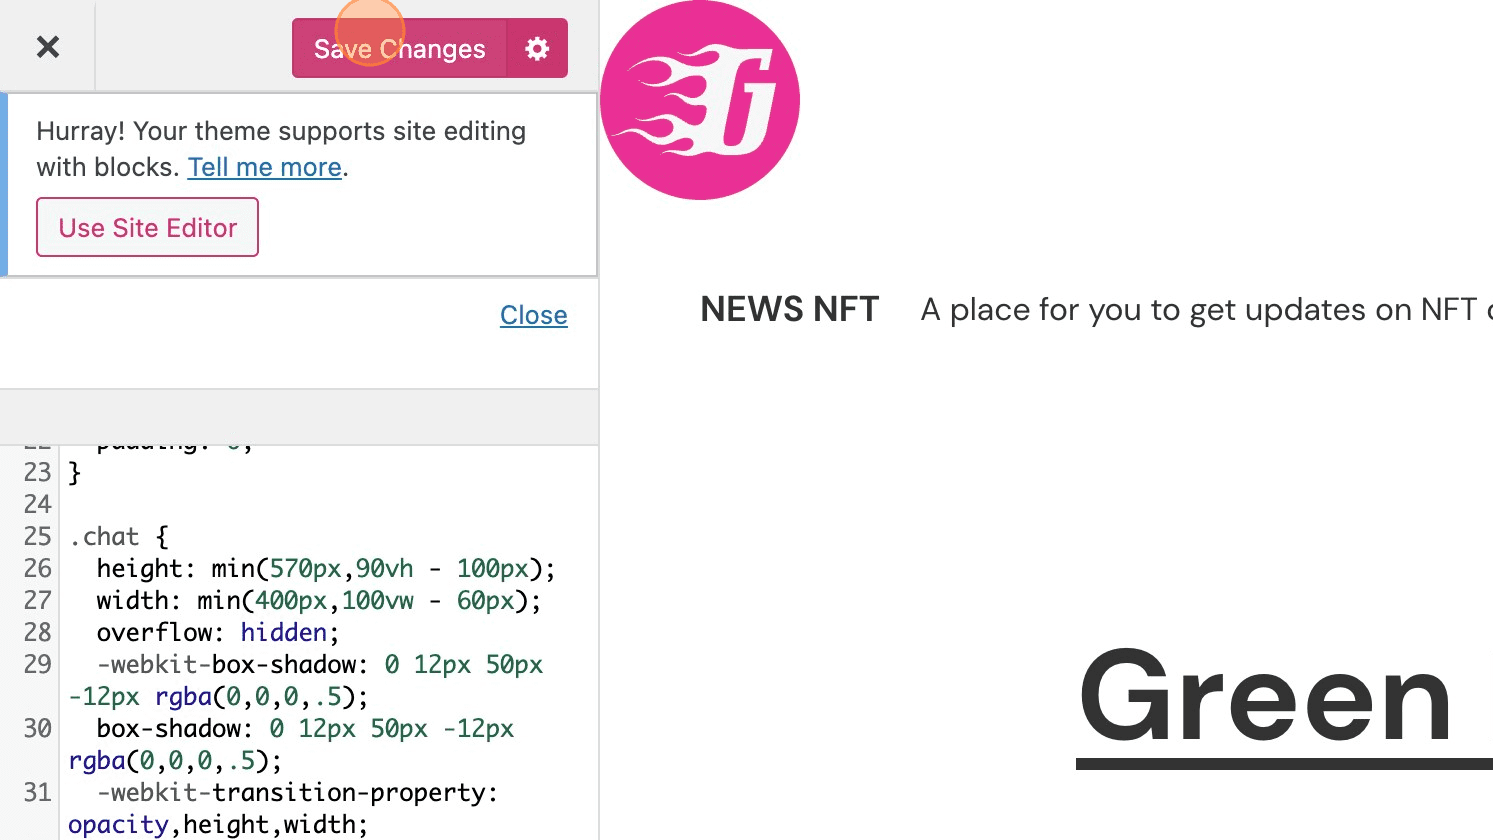 Save Changes
Hurray! Your theme supports site editing
with blocks. Tell me more.
Use Site Editor
Close
22 padding: 0;
23 }
24
25 .chat {
26 height: min(570px,90vh - 100px);
27 width: min(400px,100vw - 60px);
28 overflow: hidden;
29 -webkit-box-shadow: 0 12px 50px
-12px rgba(0,0,0,.5);
30 box-shadow: 0 12px 50px -12px
rgba(0,0,0,.5);
31 -webkit-transition-property:
opacity,height,width;
G
NEWS NFT A place for you to get updates on NFT
Green